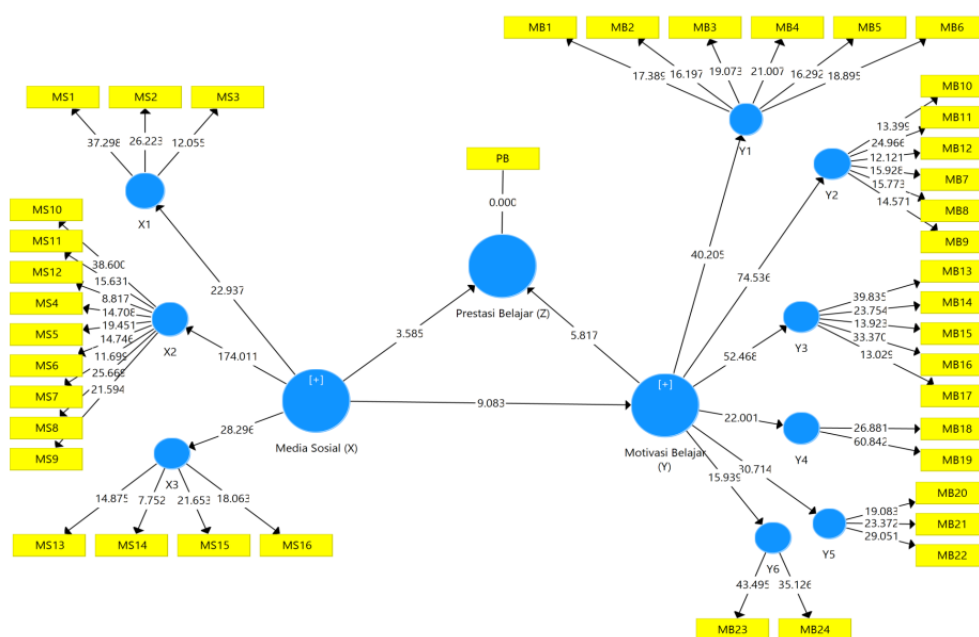 MB1
MB2
MB3
MB4
MB5
MB6
17.389
16.197
19.073
21.007
16.292
18.895
Y1
MS1
MS2
MS3
37.298
26.223
12.055
X1
PB
0.000
Prestasi Belajar (Z)
MB10
MB11
MB12
MB7
MB8
MB9
13.399
24.966
12.121
15.928
15.773
14.571
Y2
MS10
MS11
MS12
MS4
MS5
MS6
MS7
MS8
MS9
38.600
15.631
8.817
14.708
19.451
14.746
11.699
25.665
21.594
X2
22.937
174.011
28.296
3.585
5.817
9.083
40.205
74.536
52.468
22.001
30.714
15.939
[+]
Media Sosial (X)
[+]
Motivasi Belajar
(Y)
MB13
MB14
MB15
MB16
MB17
39.835
23.754
13.923
33.370
13.029
Y3
MB18
MB19
26.881
60.842
Y4
MB20
MB21
MB22
19.083
23.372
29.051
Y5
X3
14.875
7.752
21.653
18.063
MS13
MS14
MS15
MS16
Y6
43.495
35.126
MB23
MB24